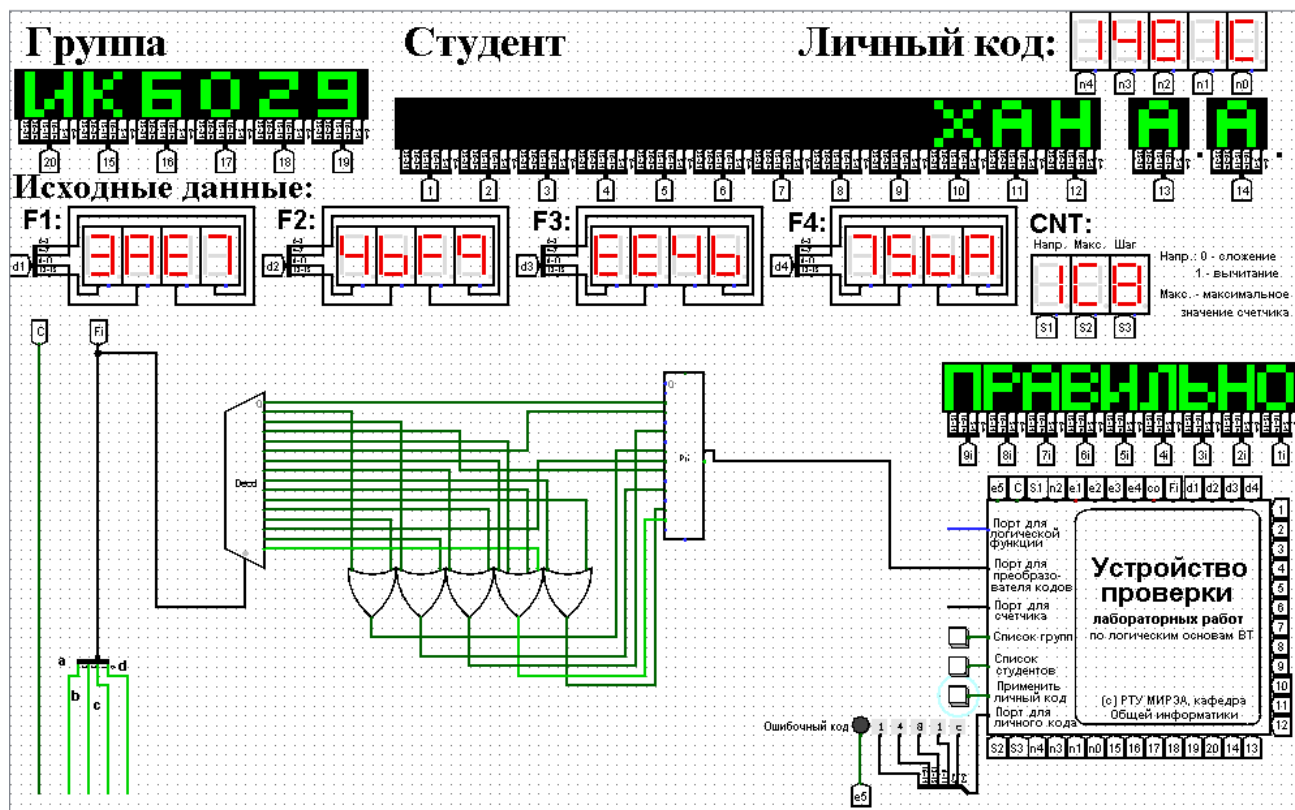 Группа Студент Личный код: 1481C
n4 n3 n2 n1 n0
ИКБО29 ХАН А.А.
20 15 16 17 18 19 1 2 3 4 5 6 7 8 9 10 11 12 13 14
Исходные данные:
F1: 3AE7 F2: 46F9 F3: EE46 F4: 156A CNT:
Напр. Макс. Шаг
1C8
d1 d2 d3 d4
Напр.: 0 - сложение
1 - вычитание
Макс. - максимальное
значение счетчика
S1 S2 S3
C Fi
ПРАВИЛЬНО
9i 8i 7i 6i 5i 4i 3i 2i 1i
Decd
Pri
e5 C S1 n2 e1 e2 e3 e4 co Fi d1 d2 d3 d4
1
2
3
4
5
6
7
8
9
10
11
12
Порт для
логической
функции
Порт для
преобразо-
вателя кодов
Порт для
счетчика
Список групп
Список
студентов
Применить
личный код
Порт для
личного кода
Устройство
проверки
лабораторных работ
по логическим основам ВТ
(с) РТУ МИРЭА, кафедра
Общей информатики
a b c d
Ошибочный код 1 4 8 1 c
S2 S3 n4 n3 n1 n0 15 16 17 18 19 20 14 13
e5